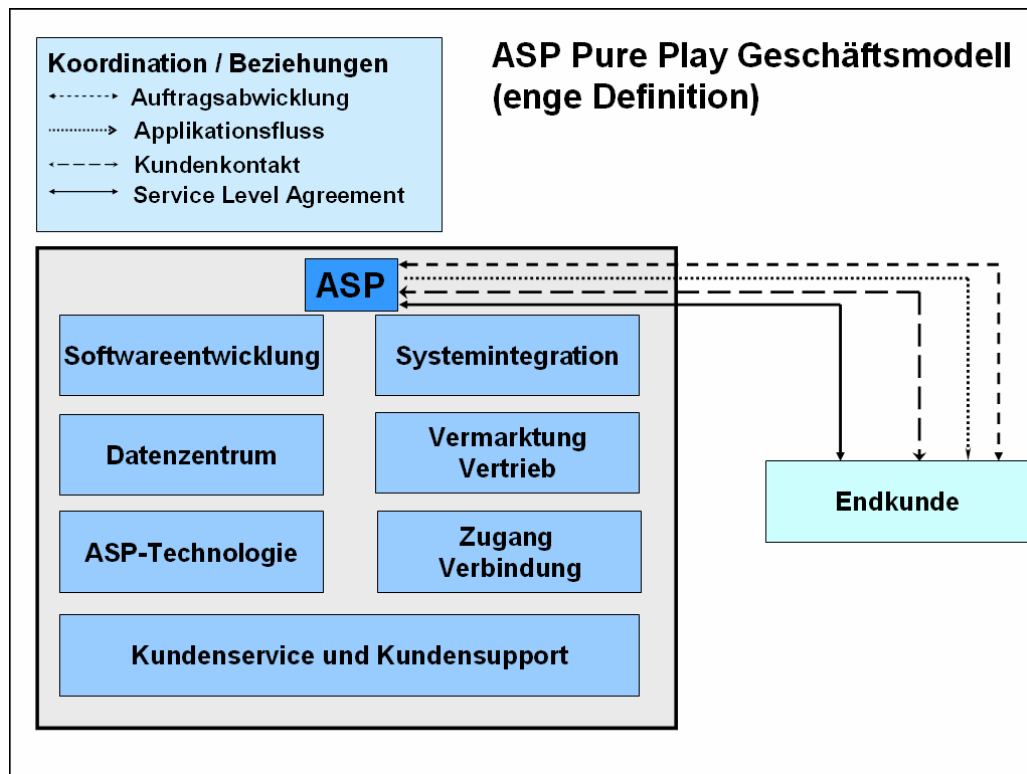 ASP Pure Play Geschäftsmodell
(enge Definition)
Koordination / Beziehungen
Auftragsabwicklung
Applikationsfluss
Kundenkontakt
Service Level Agreement
ASP
Softwareentwicklung
Systemintegration
Datenzentrum
Vermarktung
Vertrieb
ASP-Technologie
Zugang
Verbindung
Kundenservice und Kundensupport
Endkunde